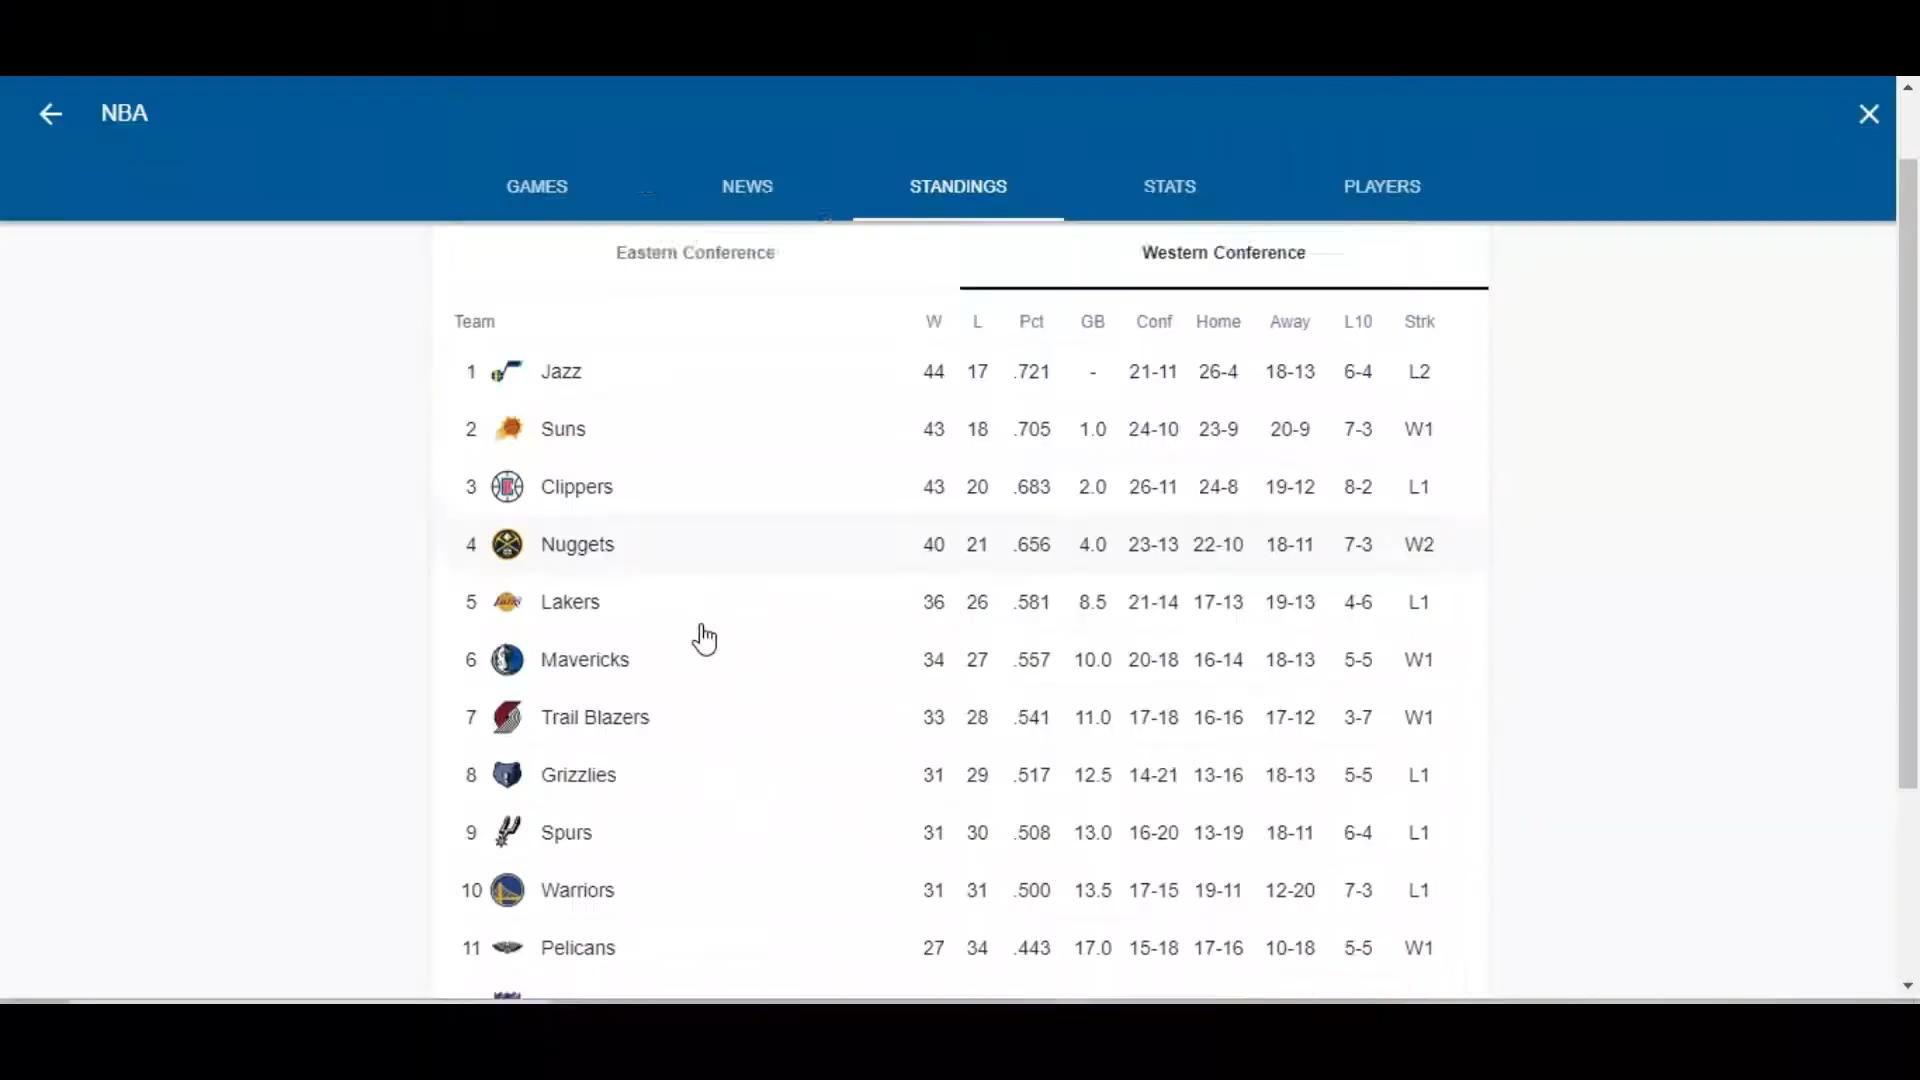 NBA
GAMES NEWS STANDINGS STATS PLAYERS
Eastern Conference Western Conference
Team W L Pct GB Conf Home Away L10 Strk
1 Jazz 44 17 .721 - 21-11 26-4 18-13 6-4 L2
2 Suns 43 18 .705 1.0 24-10 23-9 20-9 7-3 W1
3 Clippers 43 20 .683 2.0 26-11 24-8 19-12 8-2 L1
4 Nuggets 40 21 .656 4.0 23-13 22-10 18-11 7-3 W2
5 Lakers 36 26 .581 8.5 21-14 17-13 19-13 4-6 L1
6 Mavericks 34 27 .557 10.0 20-18 16-14 18-13 5-5 W1
7 Trail Blazers 33 28 .541 11.0 17-18 16-16 17-12 3-7 W1
8 Grizzlies 31 29 .517 12.5 14-21 13-16 18-13 5-5 L1
9 Spurs 31 30 .508 13.0 16-20 13-19 18-11 6-4 L1
10 Warriors 31 31 .500 13.5 17-15 19-11 12-20 7-3 L1
11 Pelicans 27 34 .443 17.0 15-18 17-16 10-18 5-5 W1